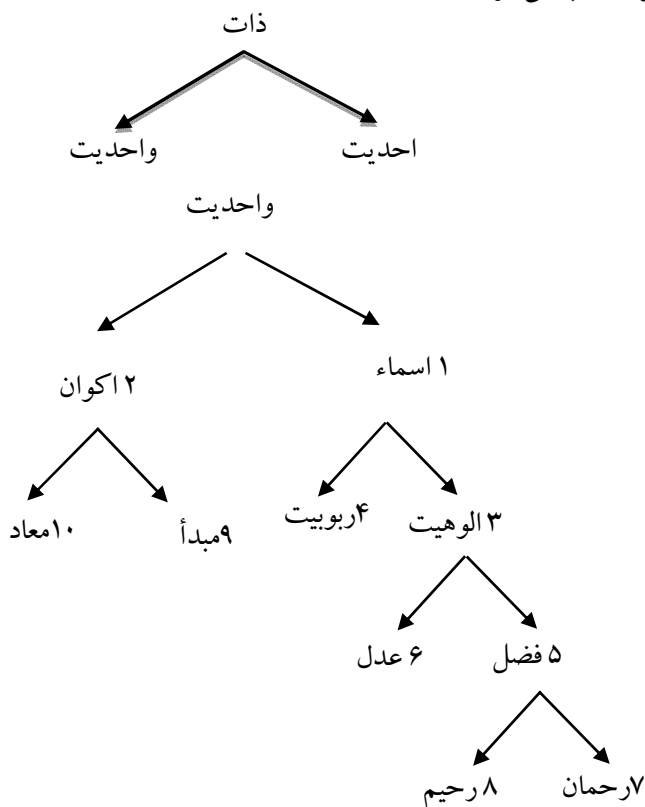 ذات
احدیت واحدیت
واحدیت
۱ اسماء ۲ اکوان
۳ الوهیت ۴ربوبیت ۹مبدأ ۱۰معاد
۵ فضل ۶ عدل
۷رحمان ۸ رحیم